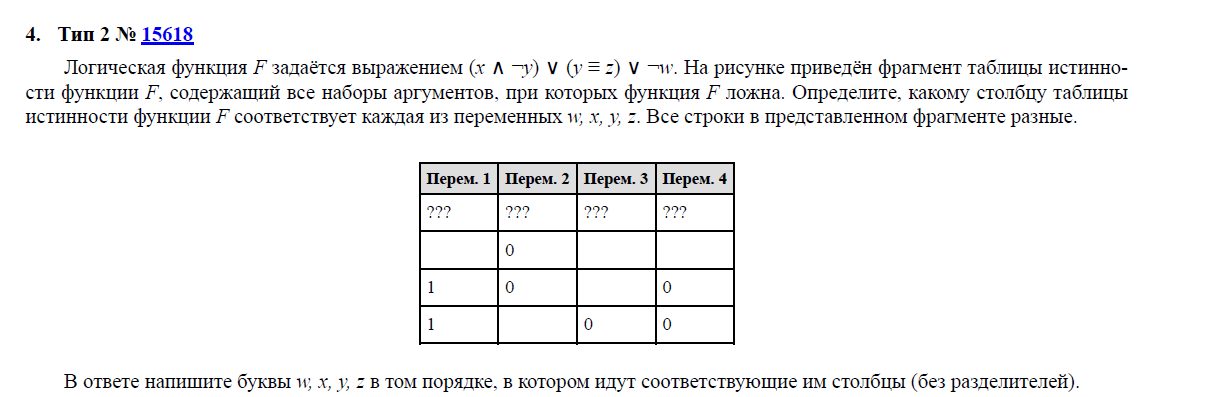 4. Тип 2 № 15618
Логическая функция F задаётся выражением (x ∧ ¬y) ∨ (y ≡ z) ∨ ¬w. На рисунке приведён фрагмент таблицы истинно-
сти функции F, содержащий все наборы аргументов, при которых функция F ложна. Определите, какому столбцу таблицы
истинности функции F соответствует каждая из переменных w, x, y, z. Все строки в представленном фрагменте разные.
Перем. 1 Перем. 2 Перем. 3 Перем. 4
??? ??? ??? ???
0
1 0 0
1 0 0
В ответе напишите буквы w, x, y, z в том порядке, в котором идут соответствующие им столбцы (без разделителей).